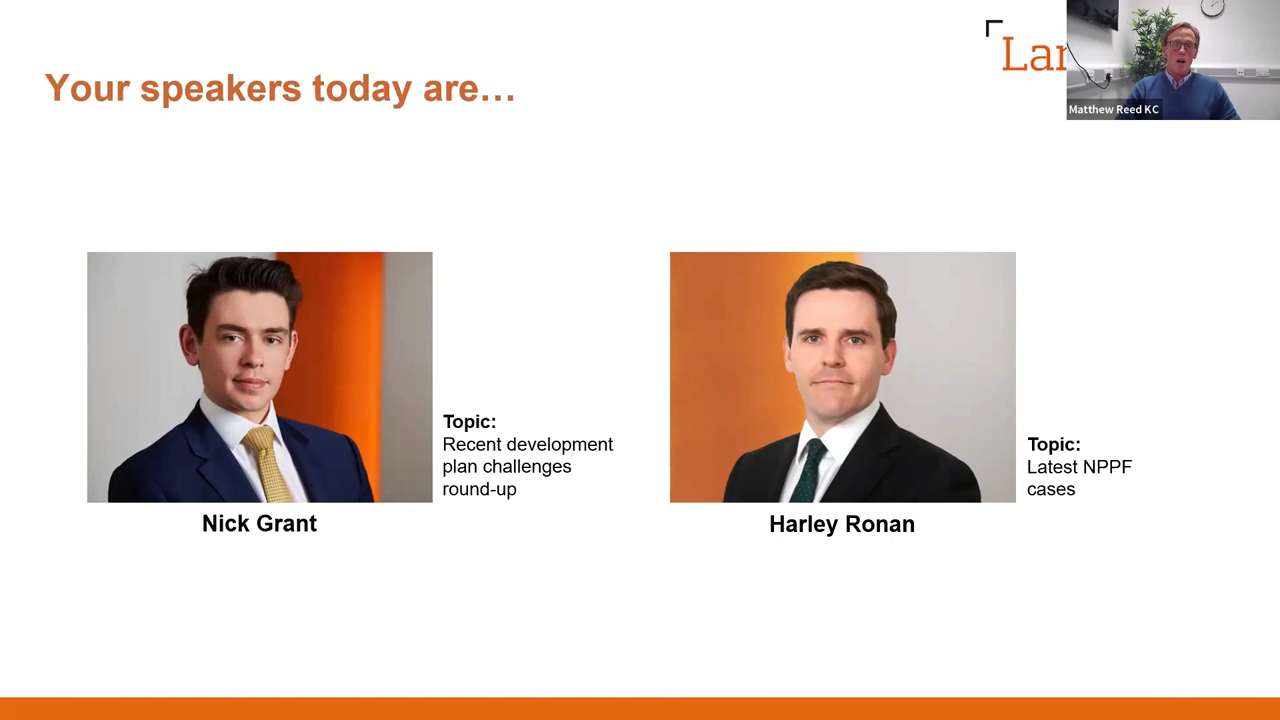 Your speakers today are…
Lan
Matthew Reed KC
Topic:
Recent development
plan challenges
round-up
Nick Grant
Topic:
Latest NPPF
cases
Harley Ronan